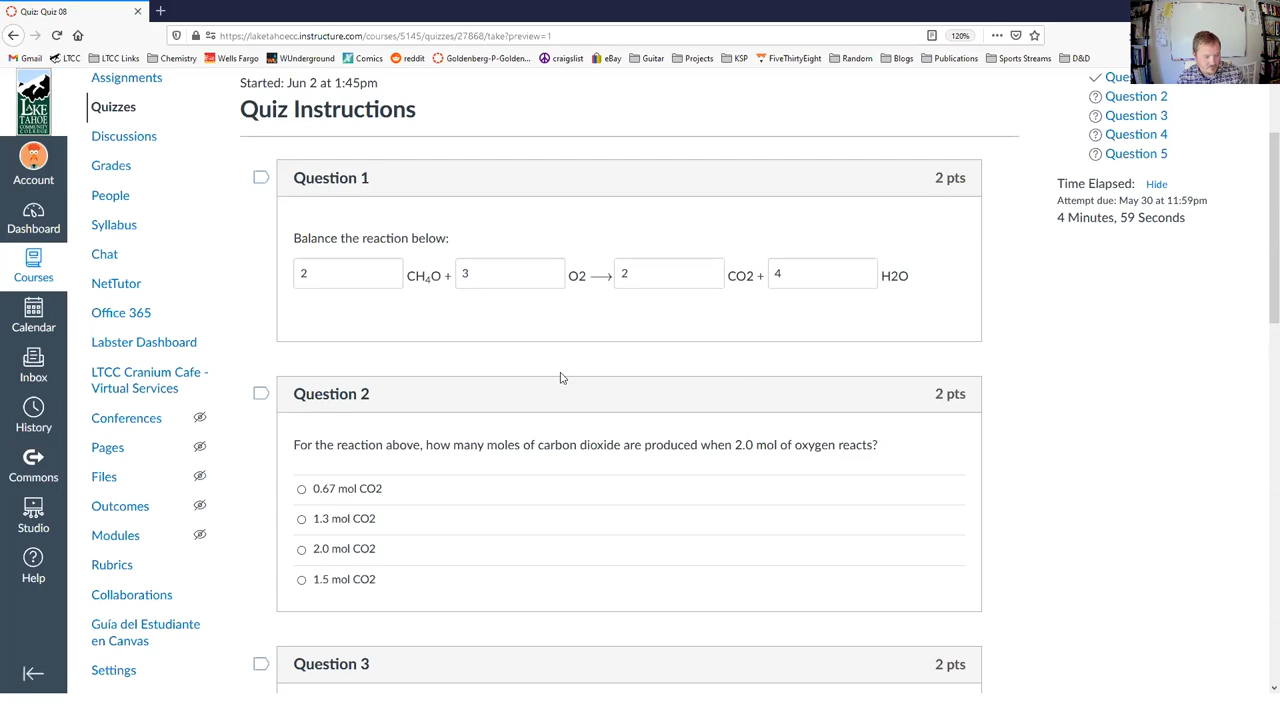 Quiz: Quiz 08
https://laketahoecc.instructure.com/courses/5145/quizzes/27868/take?preview=1
120%
Gmail LTCC LTCC Links Chemistry Wells Fargo WUnderground Comics reddit Goldenberg-P-Golden... craigslist eBay Guitar Projects KSP FiveThirtyEight Random Blogs Publications Sports Streams D&D
LAKE
TAHOE
COMMUNITY
COLLEGE
Account
Dashboard
Courses
Calendar
Inbox
History
Commons
Studio
Help
Assignments
Quizzes
Discussions
Grades
People
Syllabus
Chat
NetTutor
Office 365
Labster Dashboard
LTCC Cranium Cafe -
Virtual Services
Conferences
Pages
Files
Outcomes
Modules
Rubrics
Collaborations
Guía del Estudiante
en Canvas
Settings
Started: Jun 2 at 1:45pm
Quiz Instructions
Question 1 2 pts
Balance the reaction below:
2 CH₄O + 3 O2 ⟶ 2 CO2 + 4 H2O
Question 2 2 pts
For the reaction above, how many moles of carbon dioxide are produced when 2.0 mol of oxygen reacts?
0.67 mol CO2
1.3 mol CO2
2.0 mol CO2
1.5 mol CO2
Question 3 2 pts
Question 2
Question 3
Question 4
Question 5
Time Elapsed: Hide
Attempt due: May 30 at 11:59pm
4 Minutes, 59 Seconds